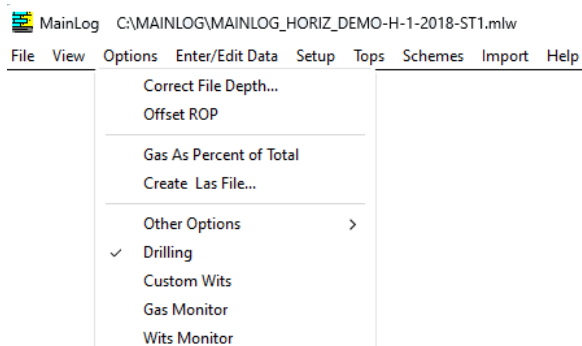 MainLog C:\MAINLOG\MAINLOG_HORIZ_DEMO-H-1-2018-ST1.mlw
File View Options Enter/Edit Data Setup Tops Schemes Import Help
Correct File Depth...
Offset ROP
Gas As Percent of Total
Create Las File...
Other Options
Drilling
Custom Wits
Gas Monitor
Wits Monitor